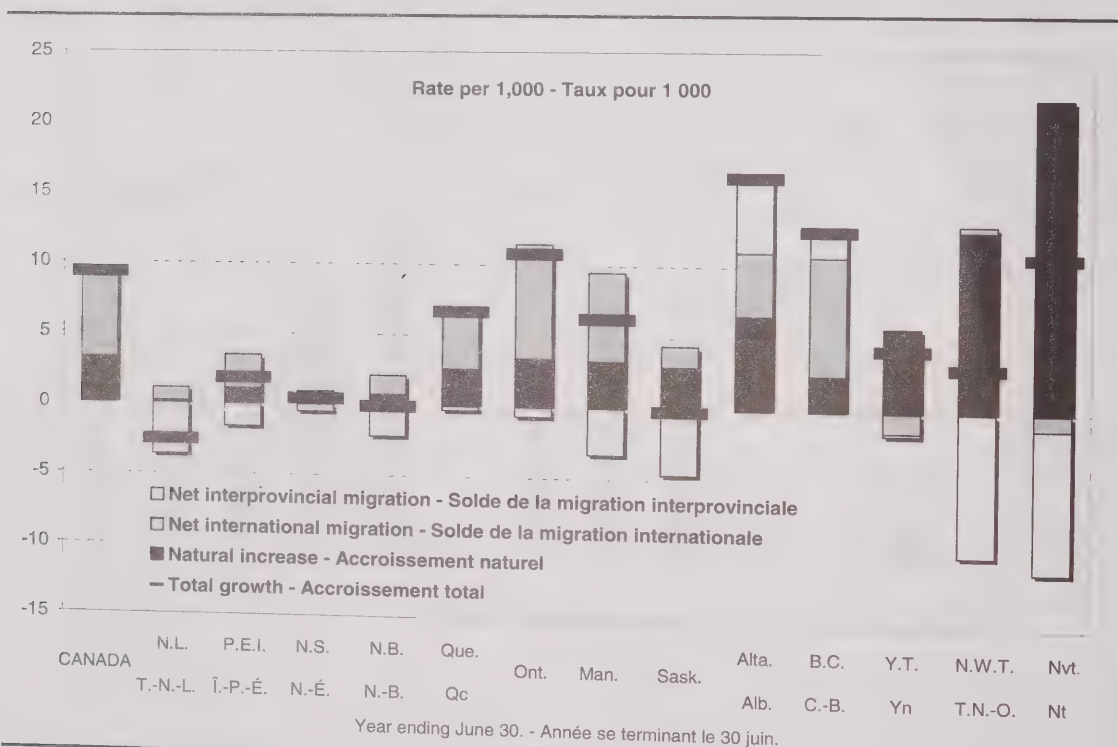 25
Rate per 1,000 - Taux pour 1 000
20
15
10
5
0
-5
Net interprovincial migration - Solde de la migration interprovinciale
Net international migration - Solde de la migration internationale
-10
Natural increase - Accroissement naturel
Total growth - Accroissement total
-15
CANADA N.L. P.E.I. N.S. N.B. Que. Ont. Man. Sask. Alta. B.C. Y.T. N.W.T. Nvt.
T.-N.-L. Î.-P.-É. N.-É. N.-B. Qc Alb. C.-B. Yn T.N.-O. Nt
Year ending June 30. - Année se terminant le 30 juin.